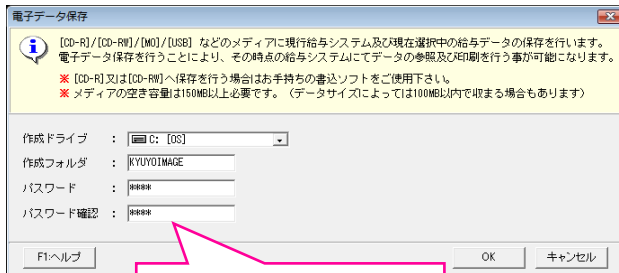 電子データ保存
[CD-R]/[CD-RW]/[MO]/[USB] などのメディアに現行給与システム及び現在選択中の給与データの保存を行います。
電子データ保存を行うことにより、その時点の給与システムにてデータの参照及び印刷を行う事が可能になります。
※ [CD-R]又は[CD-RW]へ保存を行う場合はお手持ちの書込ソフトをご使用下さい。
※ メディアの空き容量は150MB以上必要です。（データサイズによっては100MB以内で収まる場合もあります）
作成ドライブ : C: [OS]
作成フォルダ : KYUYOIMAGE
パスワード : ****
パスワード確認 : ****
F1:ヘルプ OK キャンセル